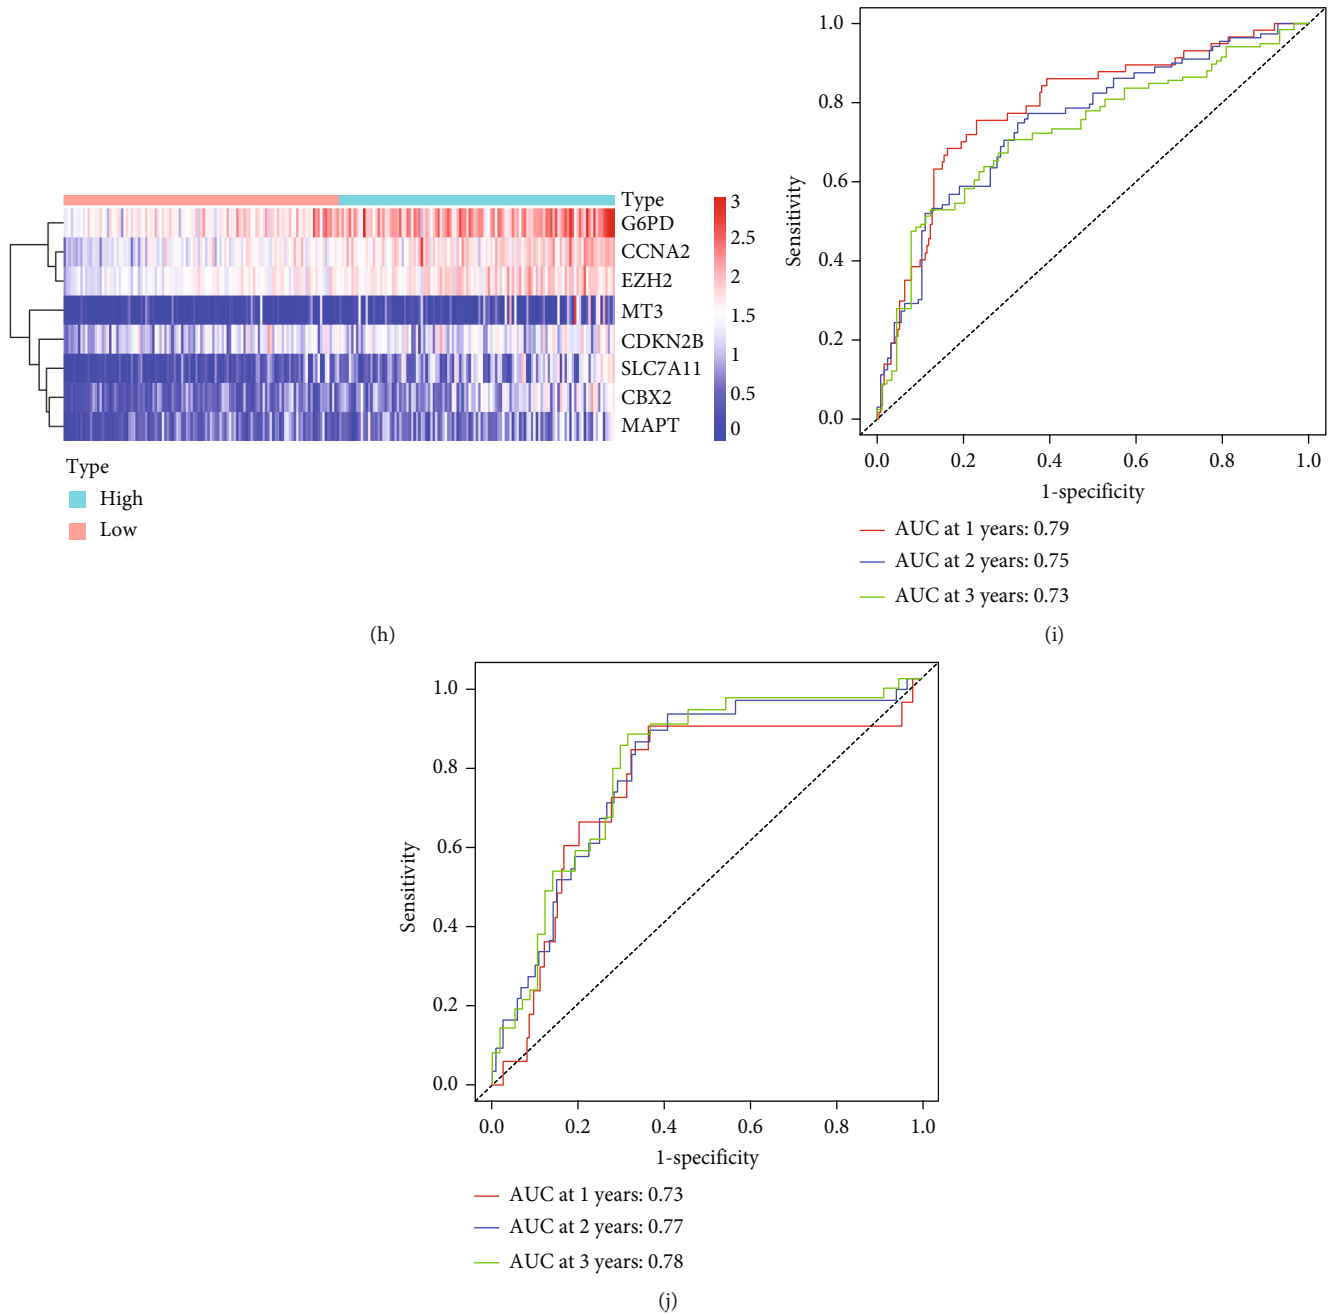 Type
G6PD
CCNA2
EZH2
MT3
CDKN2B
SLC7A11
CBX2
MAPT
3
2.5
2
1.5
1
0.5
0
Type
High
Low
(h)
1.0
0.8
0.6
0.4
0.2
0.0
Sensitivity
0.0 0.2 0.4 0.6 0.8 1.0
1-specificity
AUC at 1 years: 0.79
AUC at 2 years: 0.75
AUC at 3 years: 0.73
(i)
1.0
0.8
0.6
0.4
0.2
0.0
Sensitivity
0.0 0.2 0.4 0.6 0.8 1.0
1-specificity
AUC at 1 years: 0.73
AUC at 2 years: 0.77
AUC at 3 years: 0.78
(j)